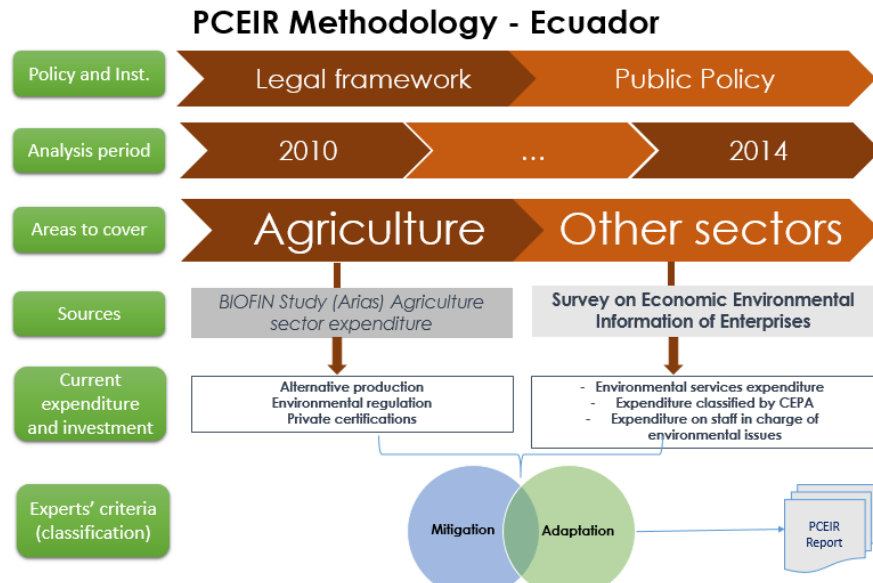 PCEIR Methodology - Ecuador
Policy and Inst.
Legal framework
Public Policy
Analysis period
2010
...
2014
Areas to cover
Agriculture
Other sectors
Sources
BIOFIN Study (Arias) Agriculture
sector expenditure
Survey on Economic Environmental
Information of Enterprises
Current
expenditure
and investment
Alternative production
Environmental regulation
Private certifications
- Environmental services expenditure
- Expenditure classified by CEPA
- Expenditure on staff in charge of
environmental issues
Experts' criteria
(classification)
Mitigation
Adaptation
PCEIR
Report